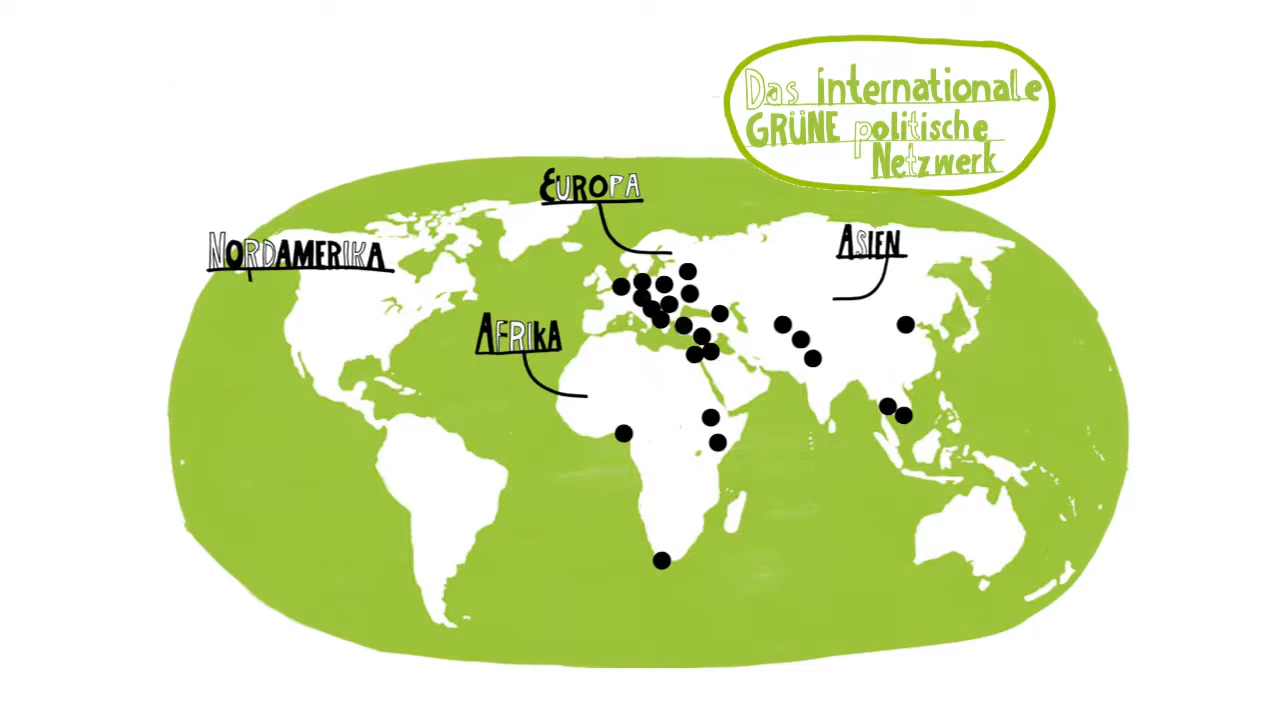 Das internationale
GRÜNE politische
Netzwerk
EUROPA
NORDAMERIKA
ASIEN
AFRIKA